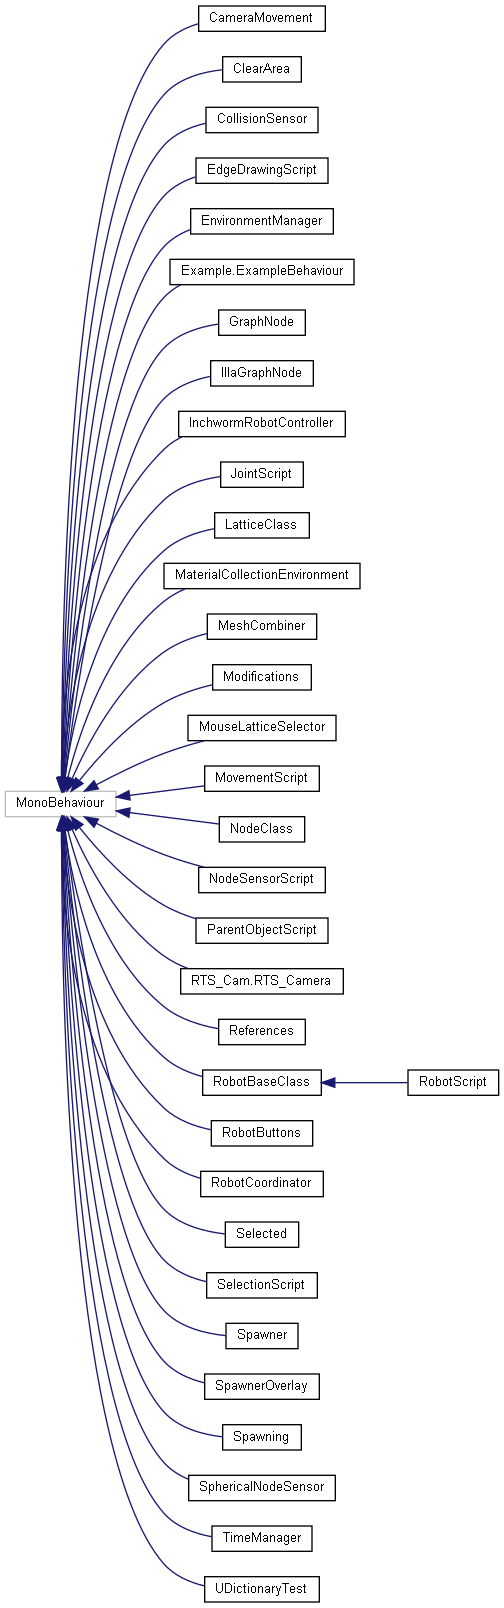 CameraMovement
ClearArea
CollisionSensor
EdgeDrawingScript
EnvironmentManager
Example.ExampleBehaviour
GraphNode
IllaGraphNode
InchwormRobotController
JointScript
LatticeClass
MaterialCollectionEnvironment
MeshCombiner
Modifications
MouseLatticeSelector
MovementScript
MonoBehaviour
NodeClass
NodeSensorScript
ParentObjectScript
RTS_Cam.RTS_Camera
References
RobotBaseClass
RobotScript
RobotButtons
RobotCoordinator
Selected
SelectionScript
Spawner
SpawnerOverlay
Spawning
SphericalNodeSensor
TimeManager
UDictionaryTest